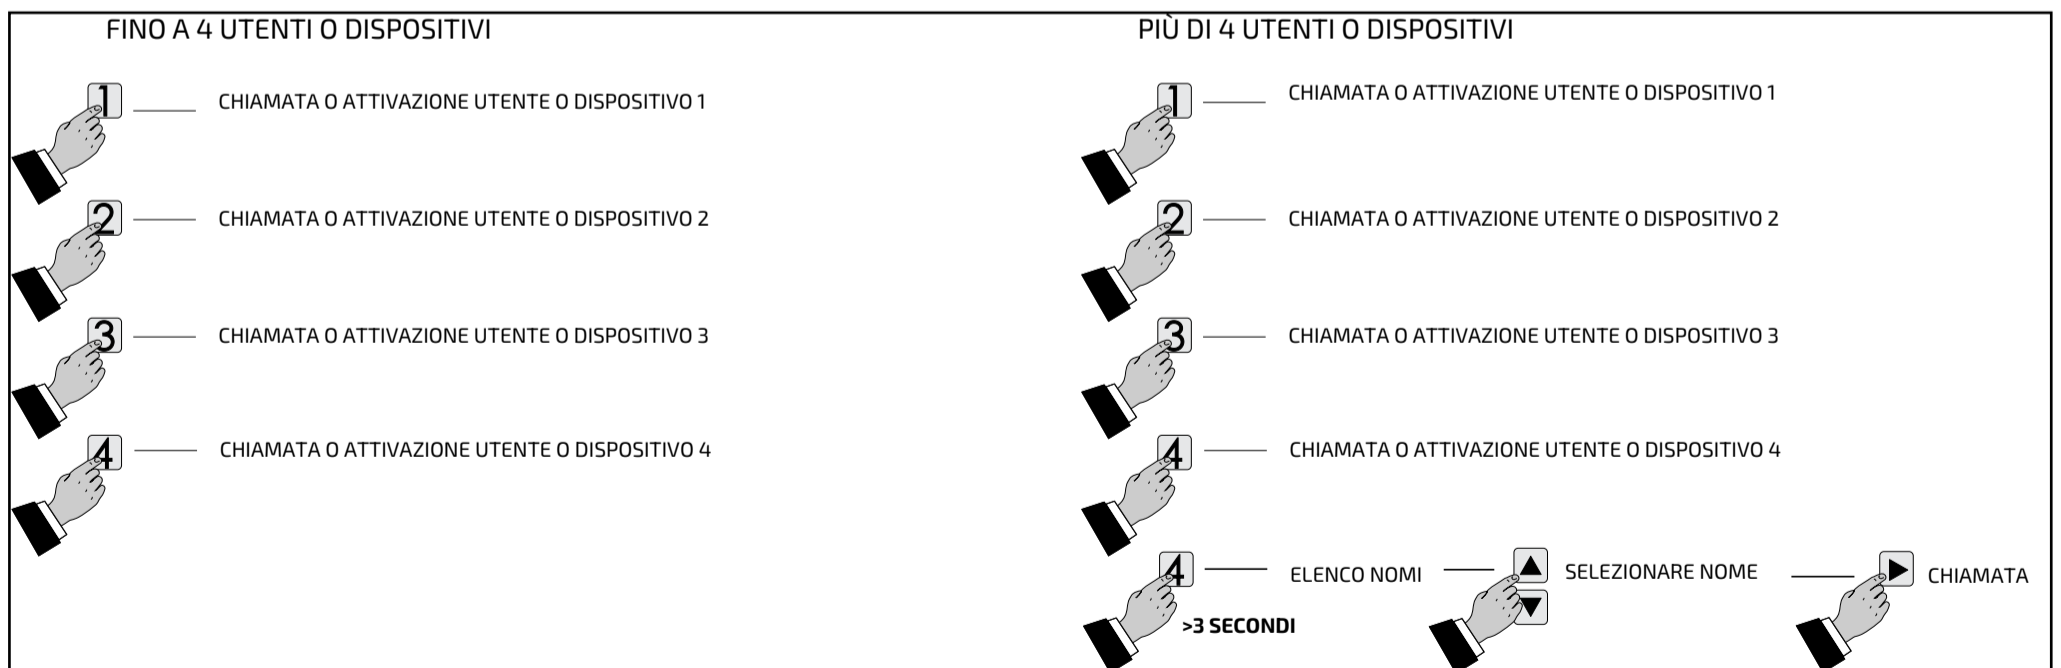 FINO A 4 UTENTI O DISPOSITIVI
1 CHIAMATA O ATTIVAZIONE UTENTE O DISPOSITIVO 1
2 CHIAMATA O ATTIVAZIONE UTENTE O DISPOSITIVO 2
3 CHIAMATA O ATTIVAZIONE UTENTE O DISPOSITIVO 3
4 CHIAMATA O ATTIVAZIONE UTENTE O DISPOSITIVO 4
PIÙ DI 4 UTENTI O DISPOSITIVI
1 CHIAMATA O ATTIVAZIONE UTENTE O DISPOSITIVO 1
2 CHIAMATA O ATTIVAZIONE UTENTE O DISPOSITIVO 2
3 CHIAMATA O ATTIVAZIONE UTENTE O DISPOSITIVO 3
4 CHIAMATA O ATTIVAZIONE UTENTE O DISPOSITIVO 4
4 ELENCO NOMI SELEZIONARE NOME CHIAMATA
>3 SECONDI